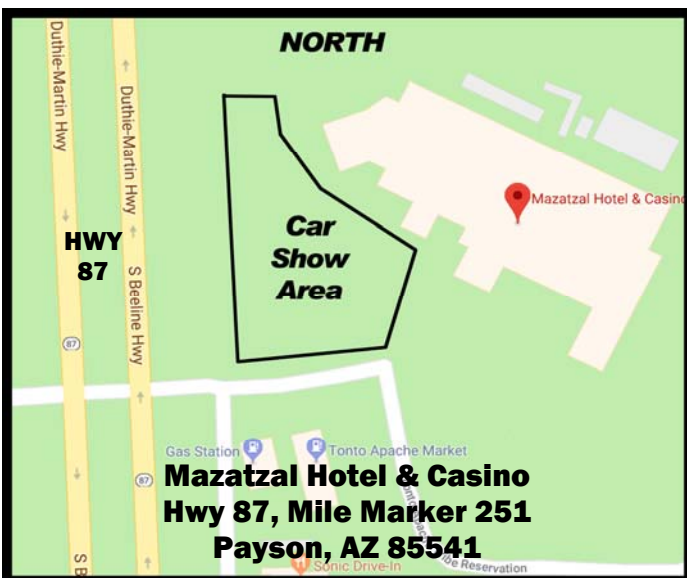 NORTH
Duthie-Martin Hwy
Duthie-Martin Hwy
Mazatzal Hotel & Casino
Car
Show
Area
HWY
87
S Beeline Hwy
87
Gas Station
Tonto Apache Market
Mazatzal Hotel & Casino
87
Hwy 87, Mile Marker 251
Payson, AZ 85541
Sonic Drive-In
Reservation
S B